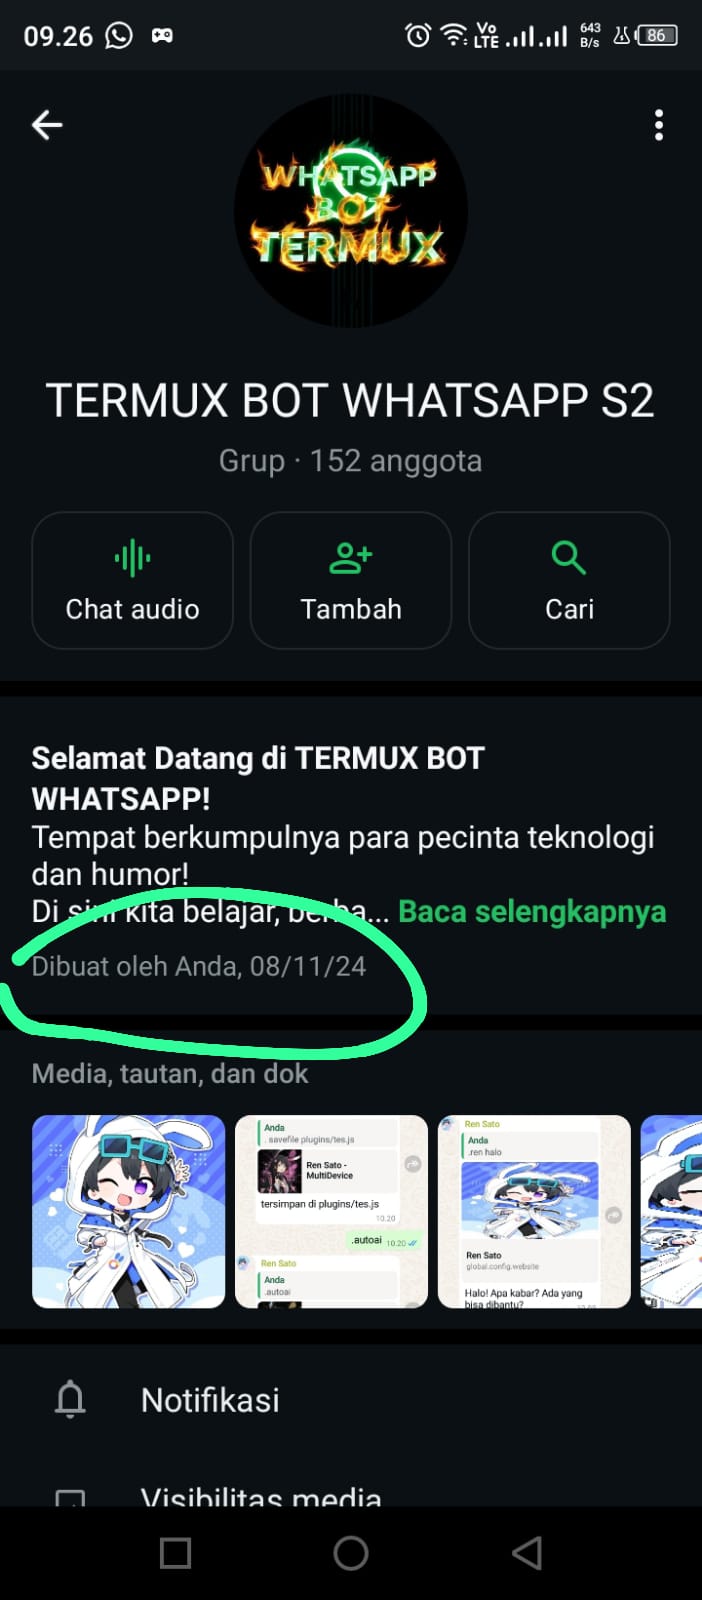 09.26
Vo
LTE
643
B/s
86
WHATSAPP
BOT
TERMUX
TERMUX BOT WHATSAPP S2
Grup · 152 anggota
Chat audio
Tambah
Cari
Selamat Datang di TERMUX BOT
WHATSAPP!
Tempat berkumpulnya para pecinta teknologi
dan humor!
Di sini kita belajar, berba... Baca selengkapnya
Dibuat oleh Anda, 08/11/24
Media, tautan, dan dok
Anda
. savefile plugins/tes.js
Ren Sato -
MultiDevice
tersimpan di plugins/tes.js
10.20
.autoai 10.20
Ren Sato
Anda
.autoai
Ren Sato
Anda
.ren halo
Ren Sato
global.config.website
Halo! Apa kabar? Ada yang
bisa dibantu?
Notifikasi
Visibilitas media